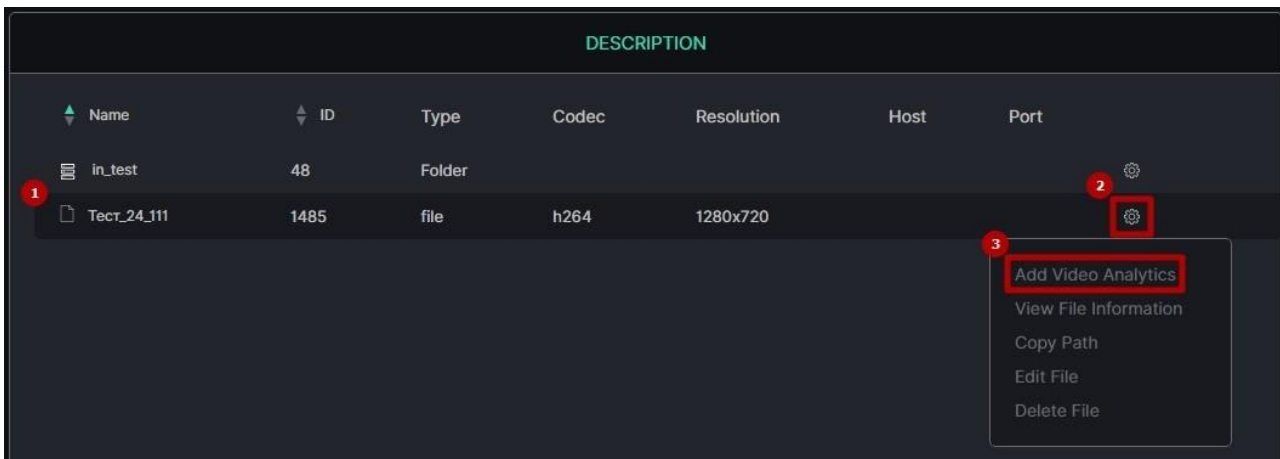 DESCRIPTION
Name ID Type Codec Resolution Host Port
in_test 48 Folder
2
1
Тест_24_111 1485 file h264 1280x720
3
Add Video Analytics
View File Information
Copy Path
Edit File
Delete File